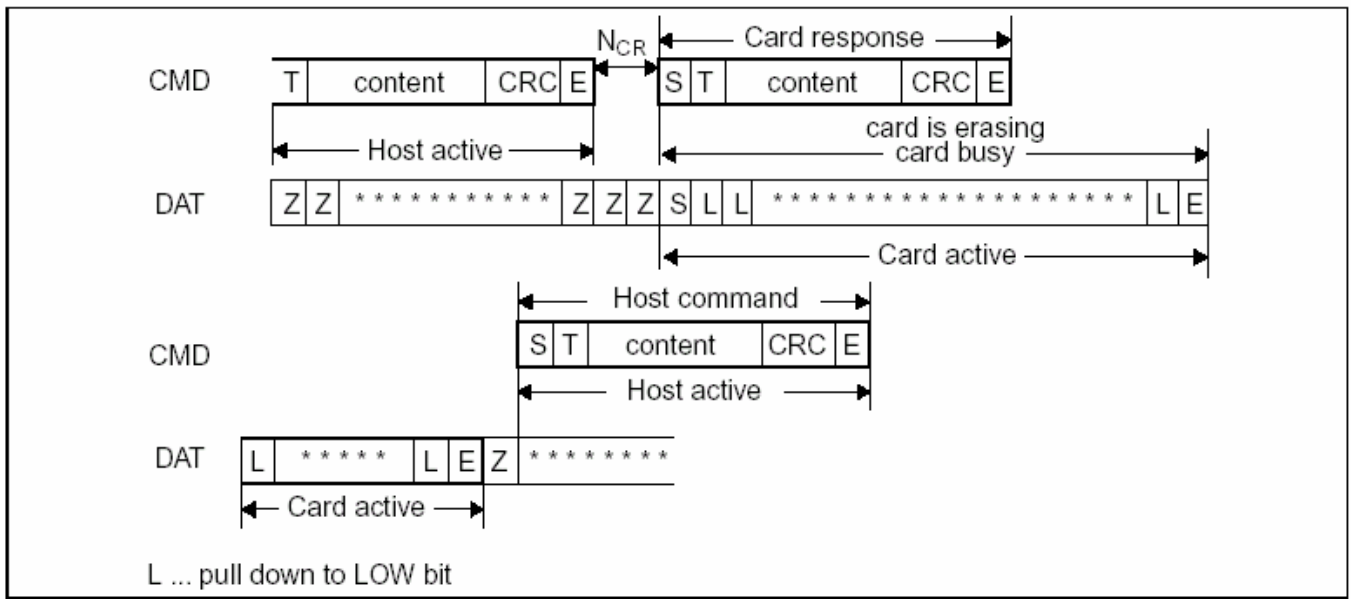 N_CR Card response
CMD T content CRC E S T content CRC E
card is erasing
Host active card busy
DAT Z Z * * * * * * * * * * * Z Z Z S L L * * * * * * * * * * * * * * * * * * * * L E
Card active
Host command
CMD S T content CRC E
Host active
DAT L * * * * * L E Z * * * * * * * *
Card active
L ... pull down to LOW bit